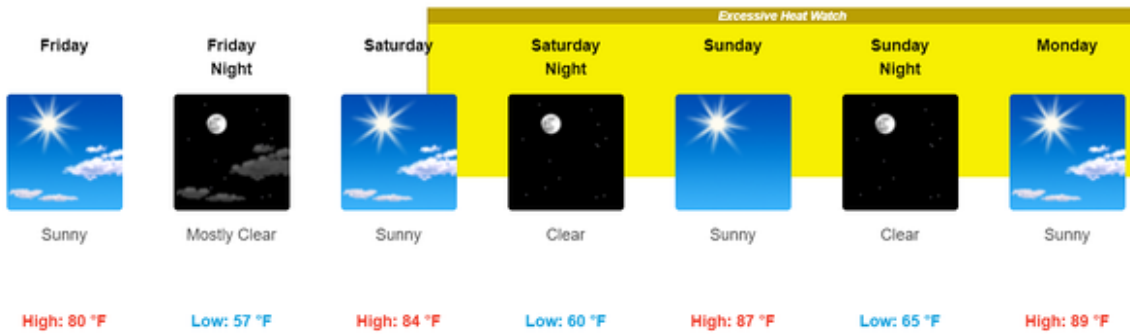 Excessive Heat Watch
Friday
Friday
Night
Saturday
Saturday
Night
Sunday
Sunday
Night
Monday
Sunny
Mostly Clear
Sunny
Clear
Sunny
Clear
Sunny
High: 80 °F
Low: 57 °F
High: 84 °F
Low: 60 °F
High: 87 °F
Low: 65 °F
High: 89 °F